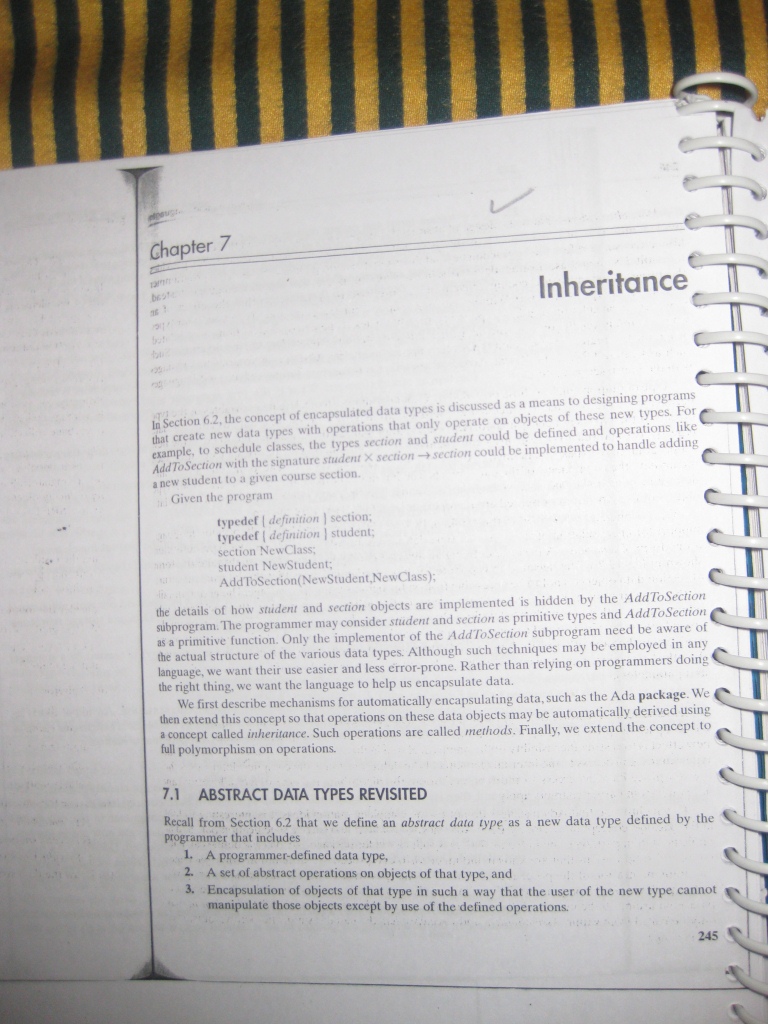 Chapter 7
Inheritance
In Section 6.2, the concept of encapsulated data types is discussed as a means to designing programs
that create new data types with operations that only operate on objects of these new types. For
example, to schedule classes, the types section and student could be defined and operations like
AddToSection with the signature student × section → section could be implemented to handle adding
a new student to a given course section.
Given the program
typedef { definition } section;
typedef { definition } student;
section NewClass;
student NewStudent;
AddToSection(NewStudent,NewClass);
the details of how student and section objects are implemented is hidden by the AddToSection
subprogram. The programmer may consider student and section as primitive types and AddToSection
as a primitive function. Only the implementor of the AddToSection subprogram need be aware of
the actual structure of the various data types. Although such techniques may be employed in any
language, we want their use easier and less error-prone. Rather than relying on programmers doing
the right thing, we want the language to help us encapsulate data.
We first describe mechanisms for automatically encapsulating data, such as the Ada package. We
then extend this concept so that operations on these data objects may be automatically derived using
a concept called inheritance. Such operations are called methods. Finally, we extend the concept to
full polymorphism on operations.
7.1 ABSTRACT DATA TYPES REVISITED
Recall from Section 6.2 that we define an abstract data type as a new data type defined by the
programmer that includes
1. A programmer-defined data type,
2. A set of abstract operations on objects of that type, and
3. Encapsulation of objects of that type in such a way that the user of the new type cannot
manipulate those objects except by use of the defined operations.
245